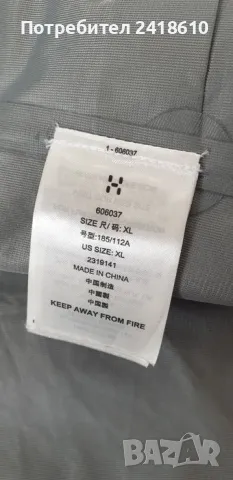 Потребител 2418610
1-606037
606037
SIZE 尺/码: XL
号型:185/112A
US SIZE: XL
2319141
MADE IN CHINA
中国制造
中國製
中国製
KEEP AWAY FROM FIRE
bazar